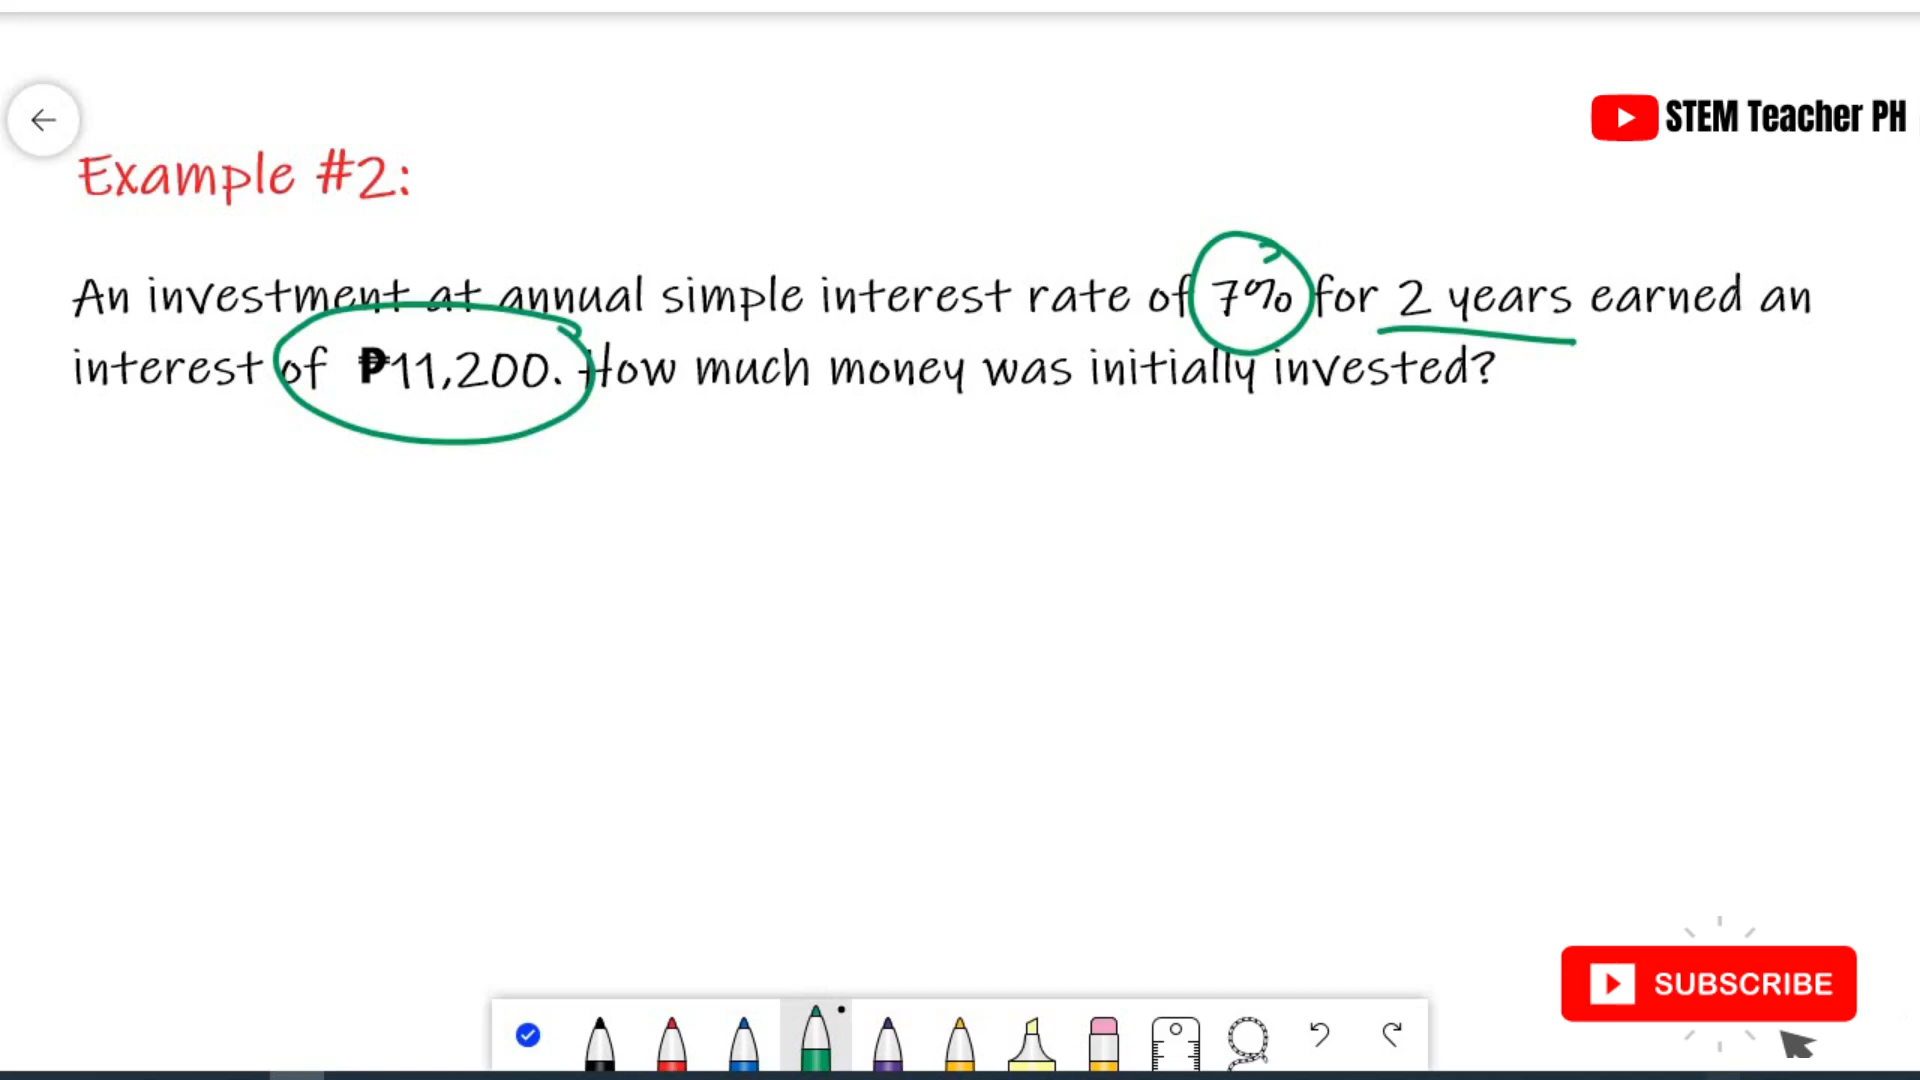 STEM Teacher PH
Example #2:
An investment at annual simple interest rate of 7% for 2 years earned an
interest of ₱11,200. How much money was initially invested?
SUBSCRIBE